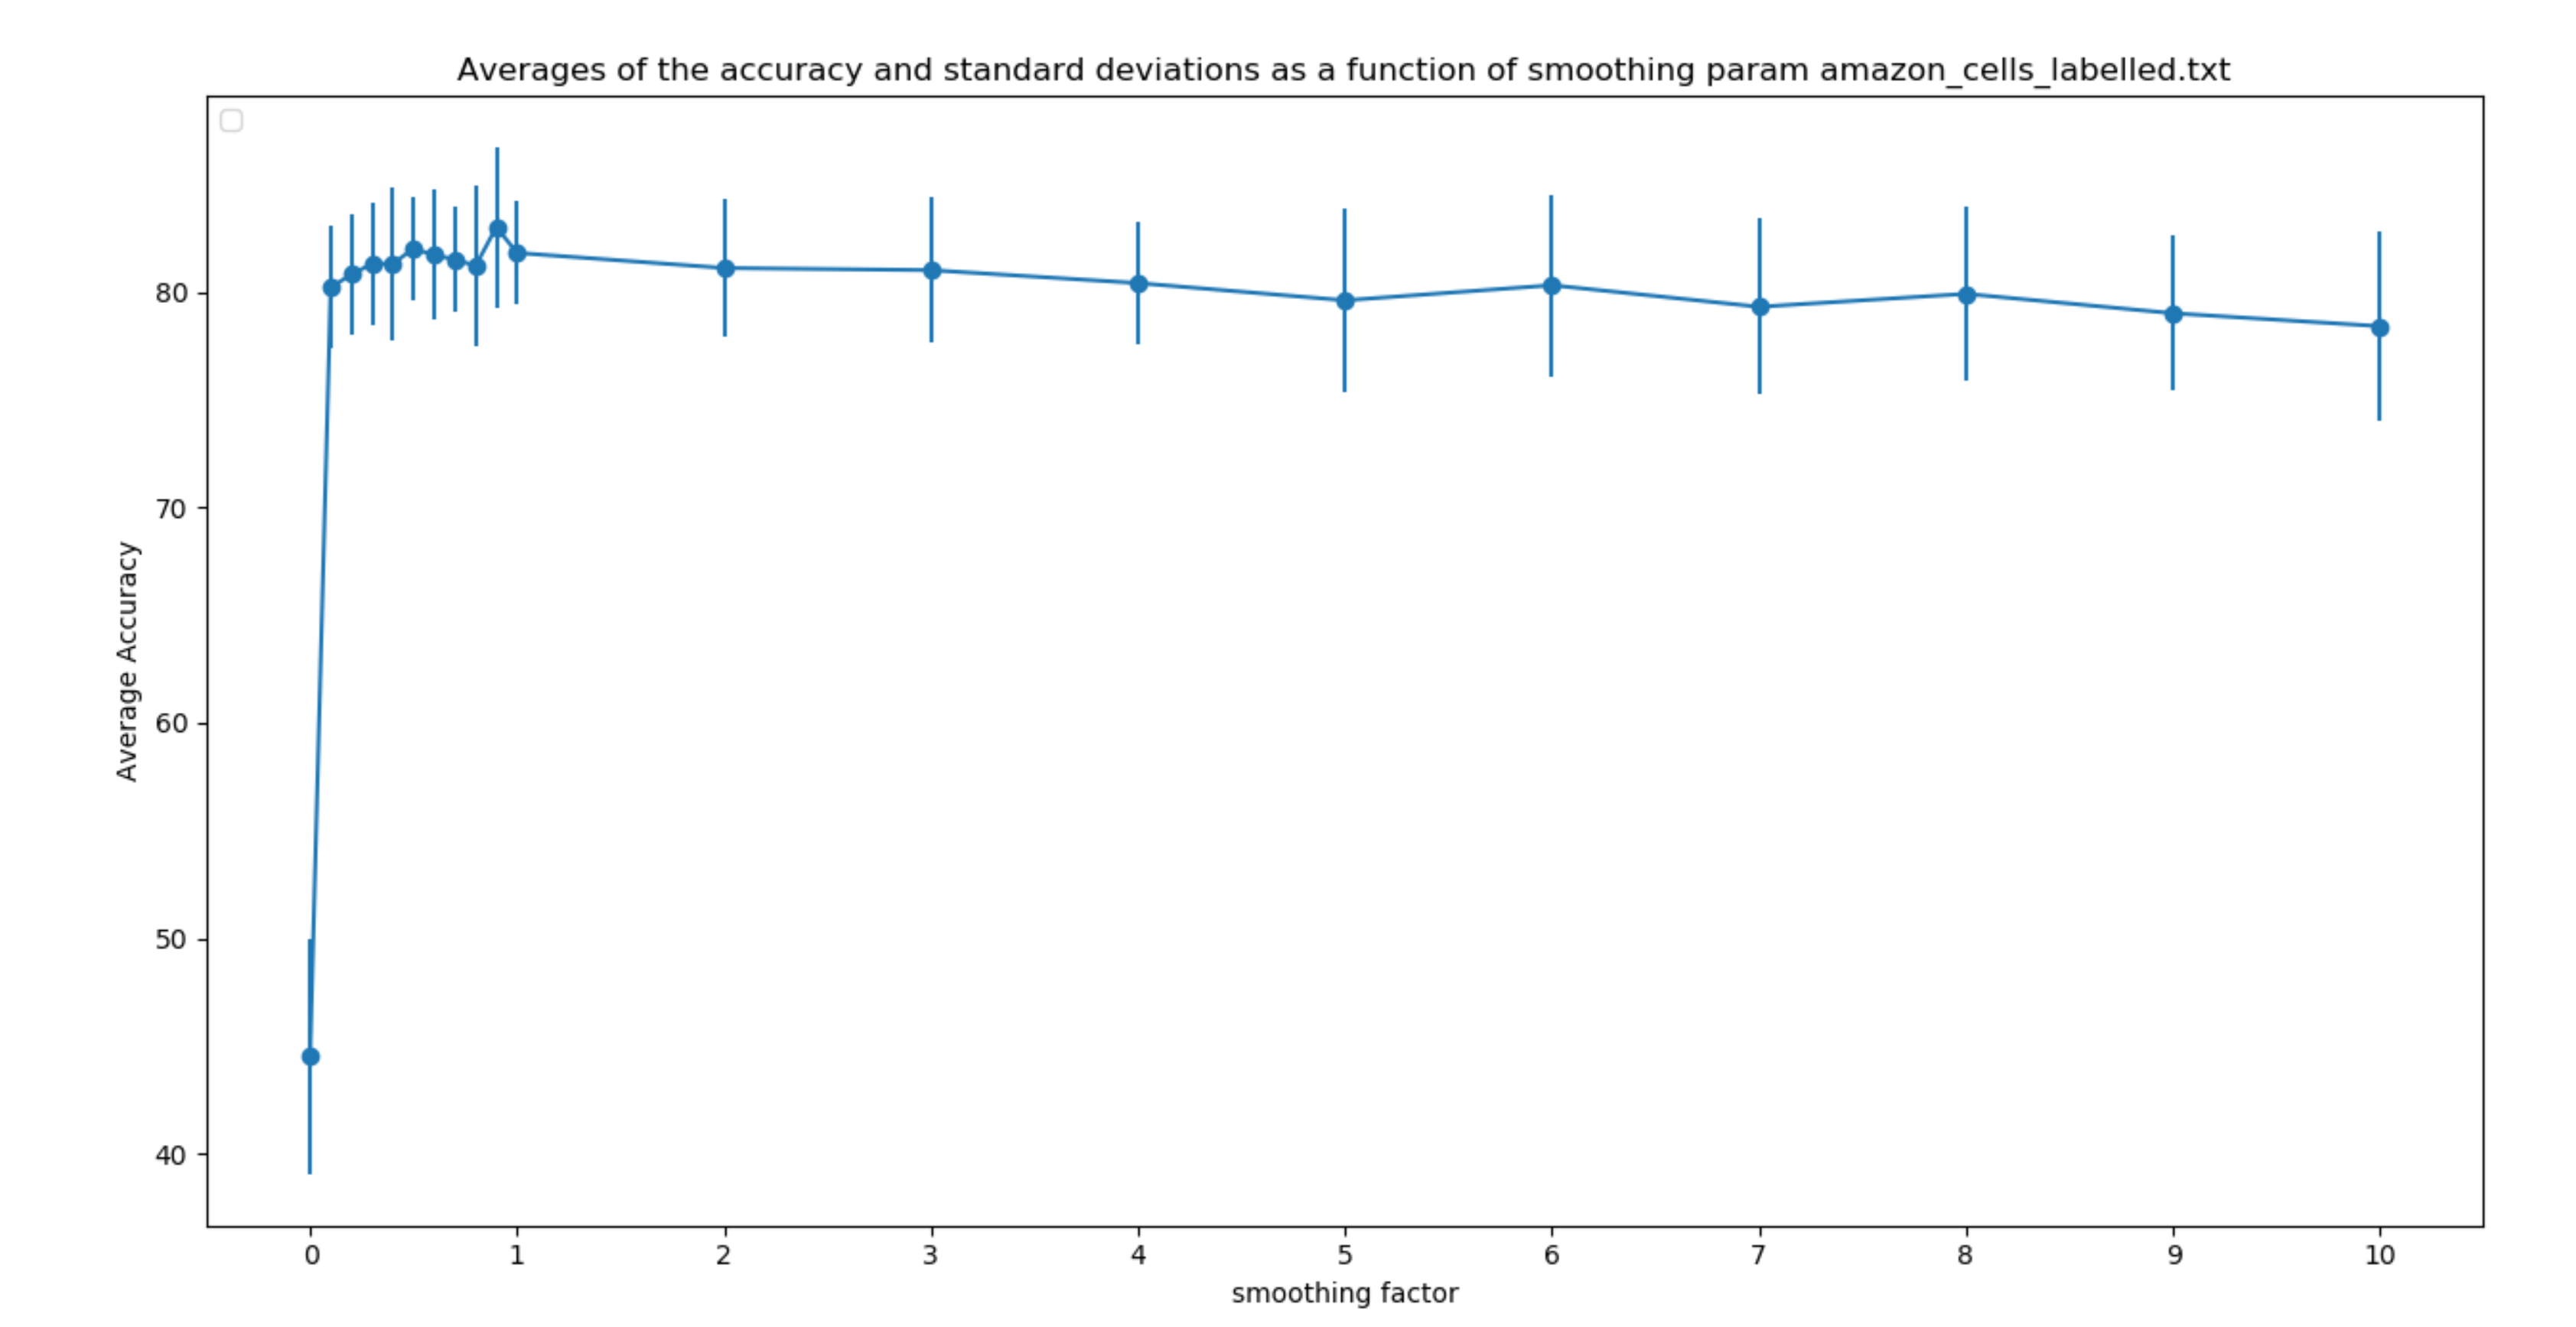 Averages of the accuracy and standard deviations as a function of smoothing param amazon_cells_labelled.txt
Average Accuracy
80
70
60
50
40
0 1 2 3 4 5 6 7 8 9 10
smoothing factor